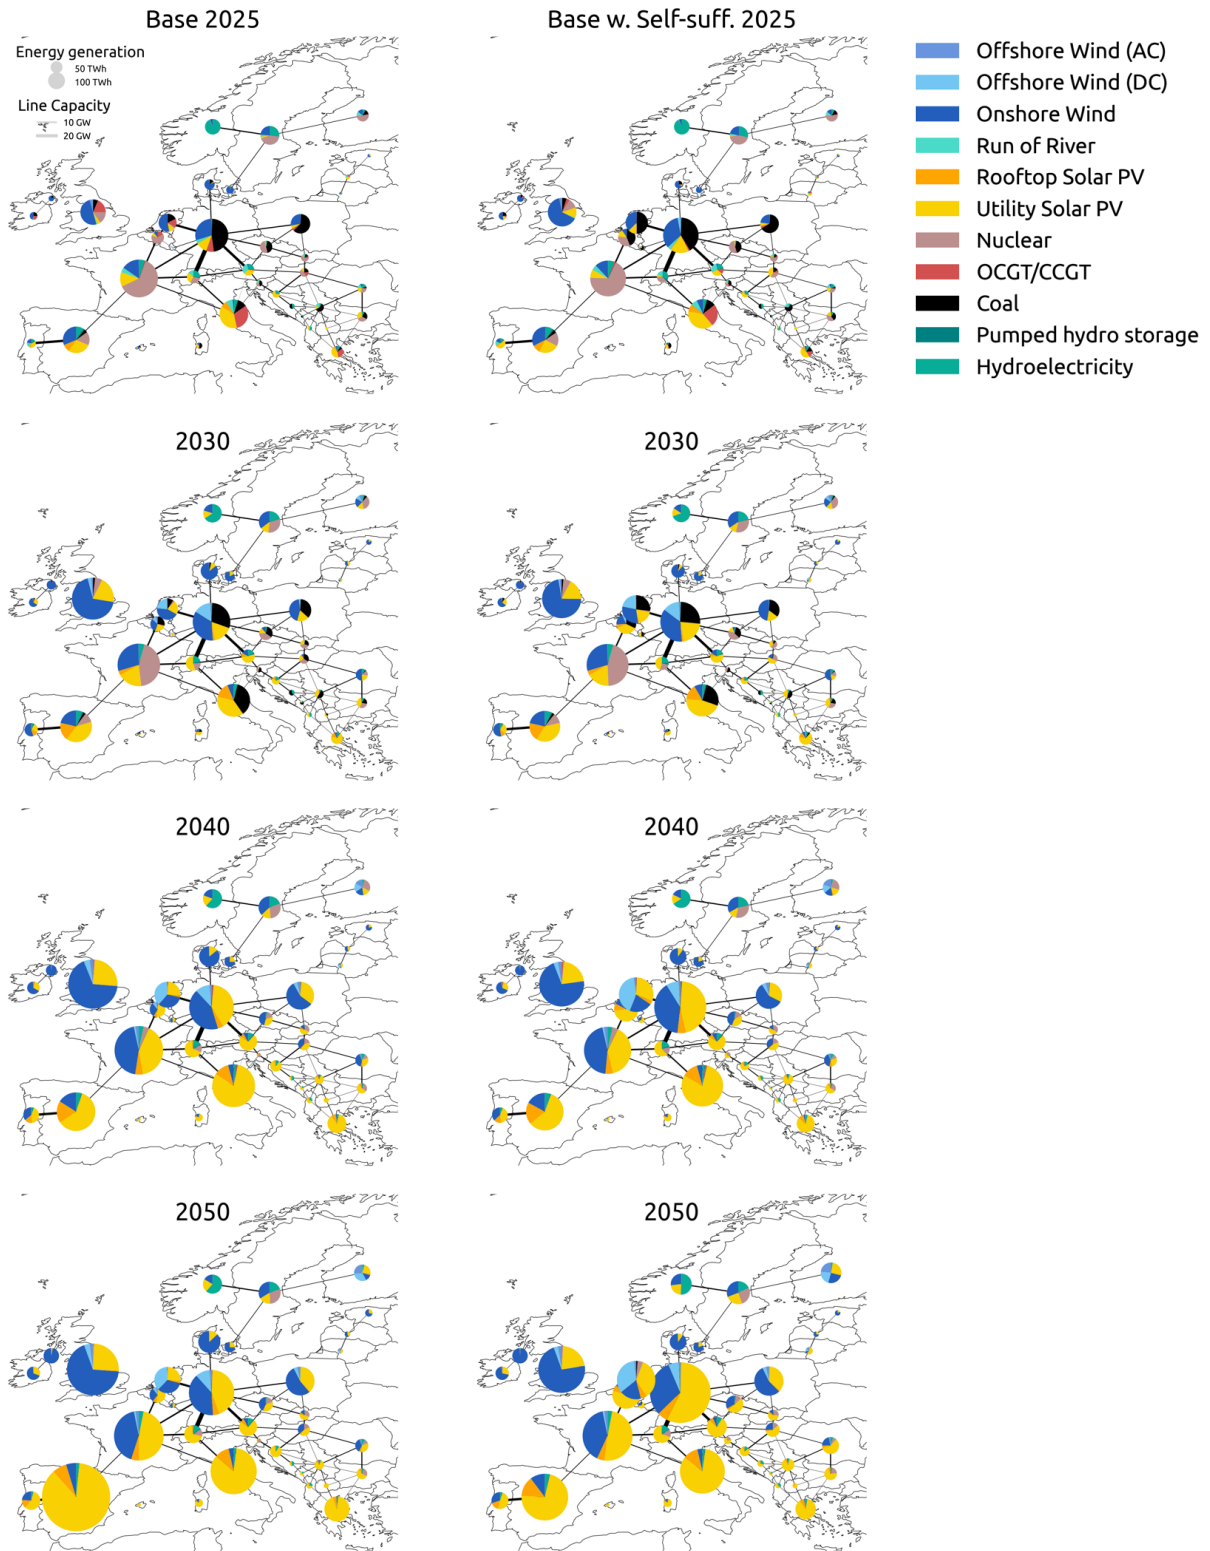 Base 2025
Base w. Self-suff. 2025
Energy generation
50 TWh
100 TWh
Line Capacity
10 GW
20 GW
Offshore Wind (AC)
Offshore Wind (DC)
Onshore Wind
Run of River
Rooftop Solar PV
Utility Solar PV
Nuclear
OCGT/CCGT
Coal
Pumped hydro storage
Hydroelectricity
2030
2030
2040
2040
2050
2050